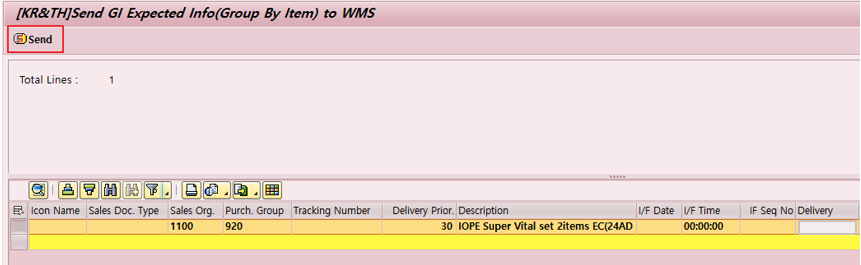 [KR&TH]Send GI Expected Info(Group By Item) to WMS
Send
Total Lines : 1
Icon Name Sales Doc. Type Sales Org. Purch. Group Tracking Number Delivery Prior. Description I/F Date I/F Time IF Seq No Delivery
1100 920 30 IOPE Super Vital set 2items EC(24AD 00:00:00